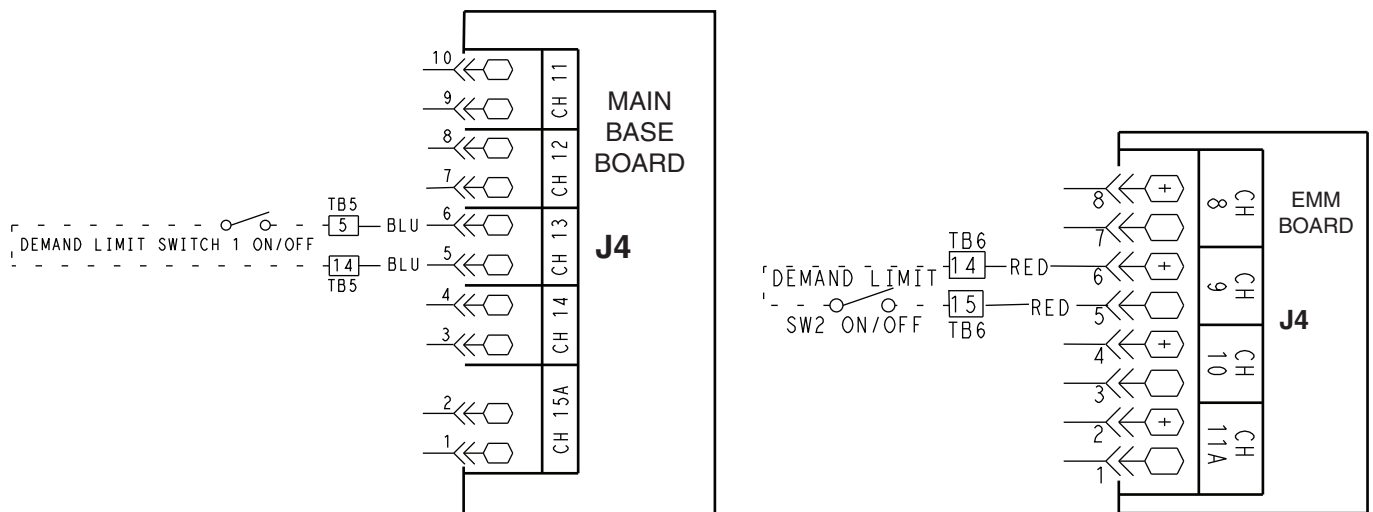 10
9
8
7
6
5
4
3
2
1
CH 11
CH 12
CH 13
CH 14
CH 15A
MAIN
BASE
BOARD
J4
TB5
5 BLU
DEMAND LIMIT SWITCH 1 ON/OFF
14 BLU
TB5
8
7
6
5
4
3
2
1
+
+
+
+
CH
8
CH
9
CH
10
CH
11A
EMM
BOARD
J4
TB6
DEMAND LIMIT 14 RED
15 RED
SW2 ON/OFF TB6